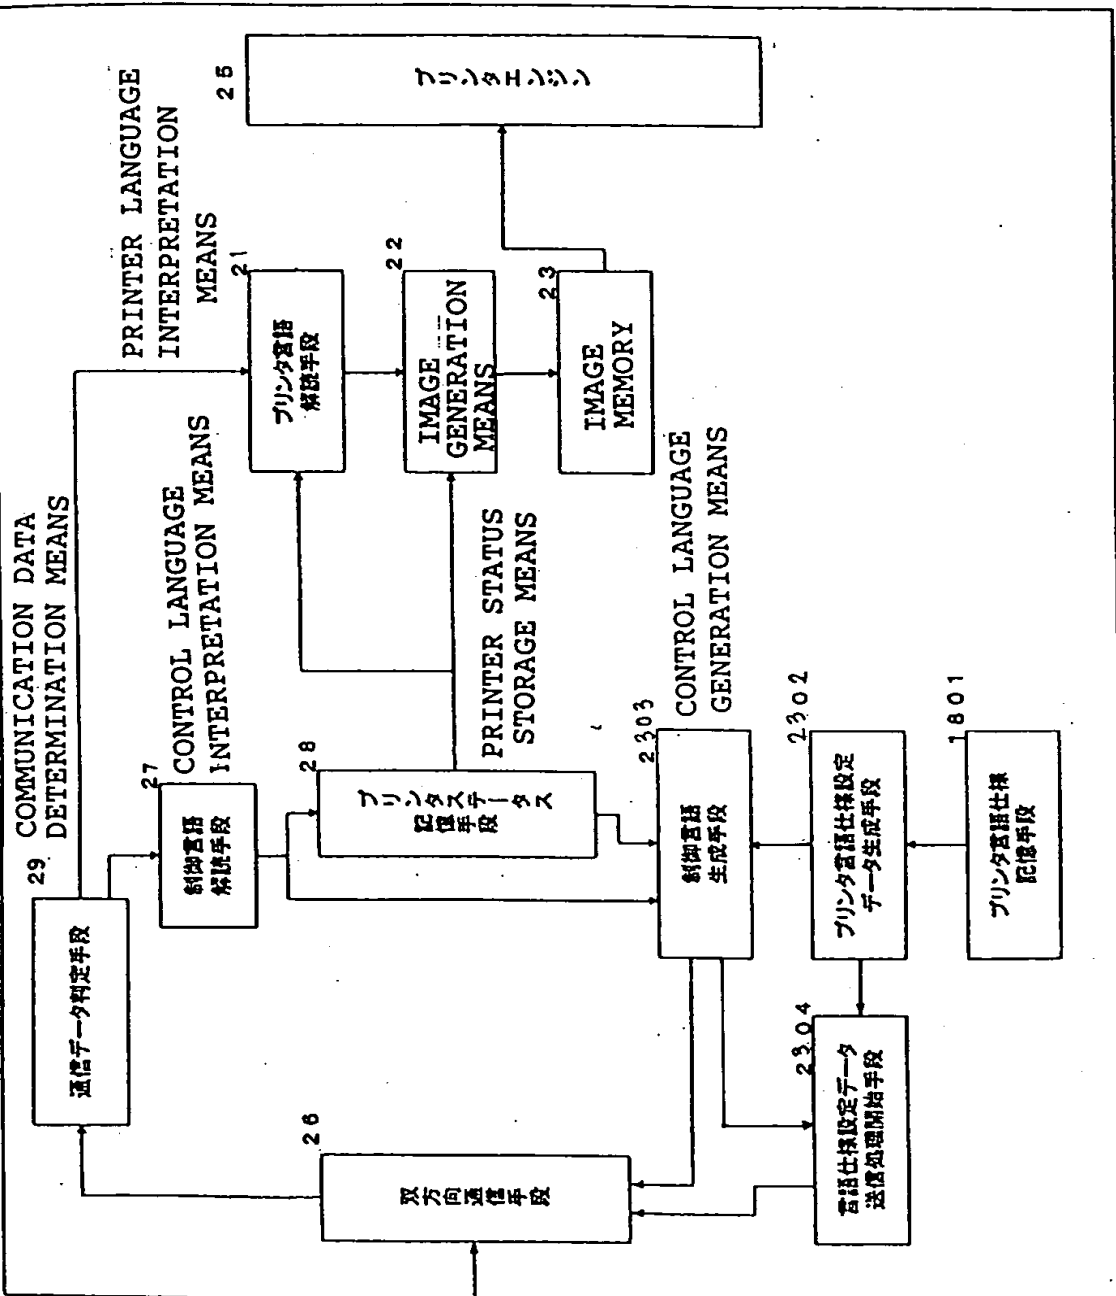 29
COMMUNICATION DATA
DETERMINATION MEANS
通信データ判定手段
PRINTER LANGUAGE
INTERPRETATION
MEANS
27
CONTROL LANGUAGE
INTERPRETATION MEANS
制御言語
解読手段
21
プリンタ言語
解読手段
25
プリンタエンジン
22
IMAGE
GENERATION
MEANS
23
IMAGE
MEMORY
28
プリンタステータス
記憶手段
PRINTER STATUS
STORAGE MEANS
26
双方向通信手段
2303
CONTROL LANGUAGE
GENERATION MEANS
制御言語
生成手段
2302
プリンタ言語仕様設定
データ生成手段
1801
プリンタ言語仕様
記憶手段
2304
言語仕様設定データ
送信処理開始手段